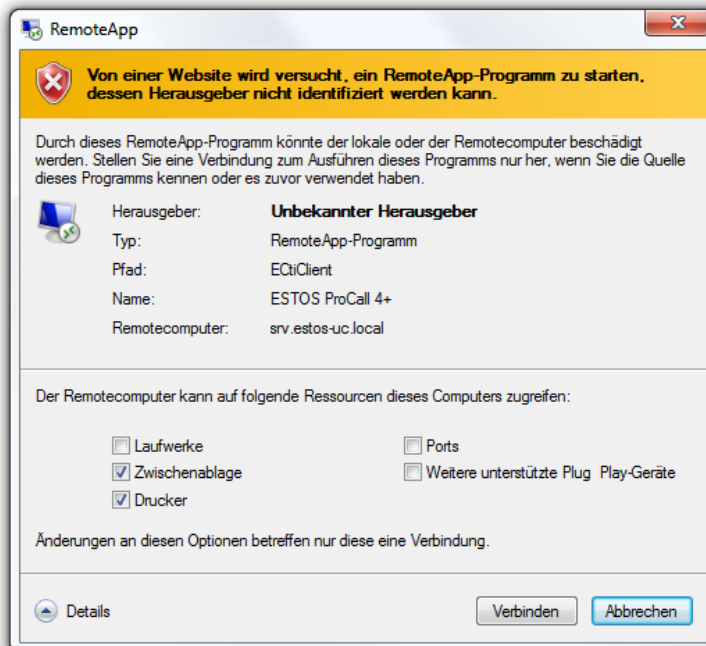 RemoteApp
Von einer Website wird versucht, ein RemoteApp-Programm zu starten,
dessen Herausgeber nicht identifiziert werden kann.
Durch dieses RemoteApp-Programm könnte der lokale oder der Remotecomputer beschädigt
werden. Stellen Sie eine Verbindung zum Ausführen dieses Programms nur her, wenn Sie die Quelle
dieses Programms kennen oder es zuvor verwendet haben.
Herausgeber: Unbekannter Herausgeber
Typ: RemoteApp-Programm
Pfad: ECtiClient
Name: ESTOS ProCall 4+
Remotecomputer: srv.estos-uc.local
Der Remotecomputer kann auf folgende Ressourcen dieses Computers zugreifen:
Laufwerke Ports
Zwischenablage Weitere unterstützte Plug Play-Geräte
Drucker
Änderungen an diesen Optionen betreffen nur diese eine Verbindung.
Details Verbinden Abbrechen